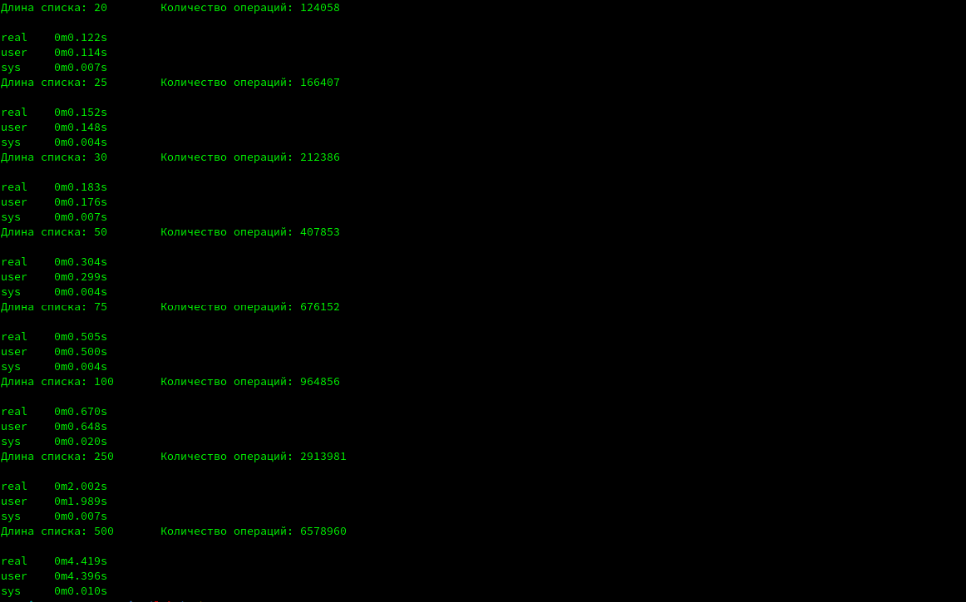 Длина списка: 20 Количество операций: 124058
real 0m0.122s
user 0m0.114s
sys 0m0.007s
Длина списка: 25 Количество операций: 166407
real 0m0.152s
user 0m0.148s
sys 0m0.004s
Длина списка: 30 Количество операций: 212386
real 0m0.183s
user 0m0.176s
sys 0m0.007s
Длина списка: 50 Количество операций: 407853
real 0m0.304s
user 0m0.299s
sys 0m0.004s
Длина списка: 75 Количество операций: 676152
real 0m0.505s
user 0m0.500s
sys 0m0.004s
Длина списка: 100 Количество операций: 964856
real 0m0.670s
user 0m0.648s
sys 0m0.020s
Длина списка: 250 Количество операций: 2913981
real 0m2.002s
user 0m1.989s
sys 0m0.007s
Длина списка: 500 Количество операций: 6578960
real 0m4.419s
user 0m4.396s
sys 0m0.010s